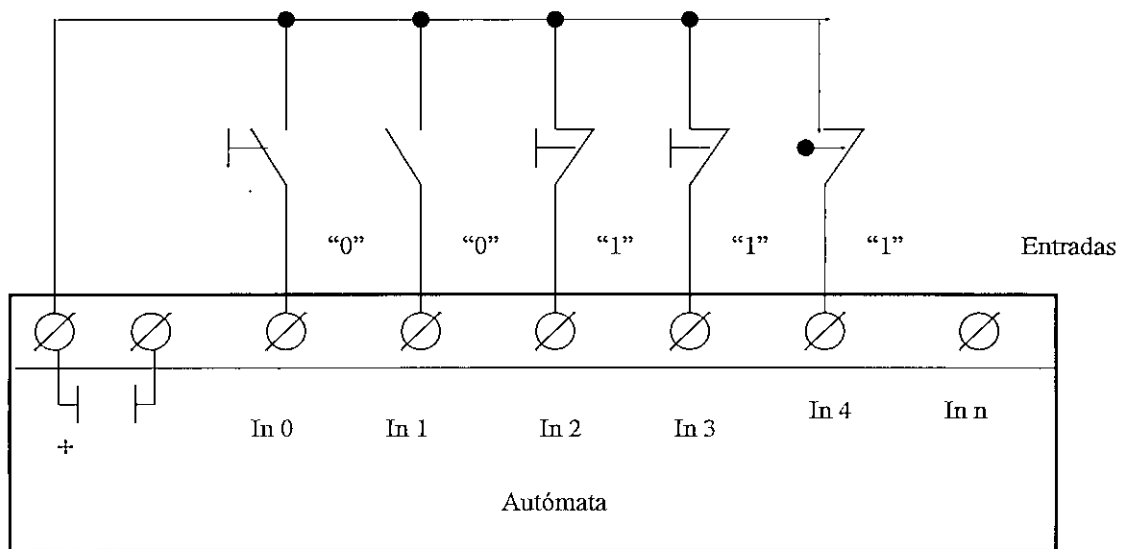 “0” “0” “1” “1” “1” Entradas
In 0 In 1 In 2 In 3 In 4 In n
+
Autómata